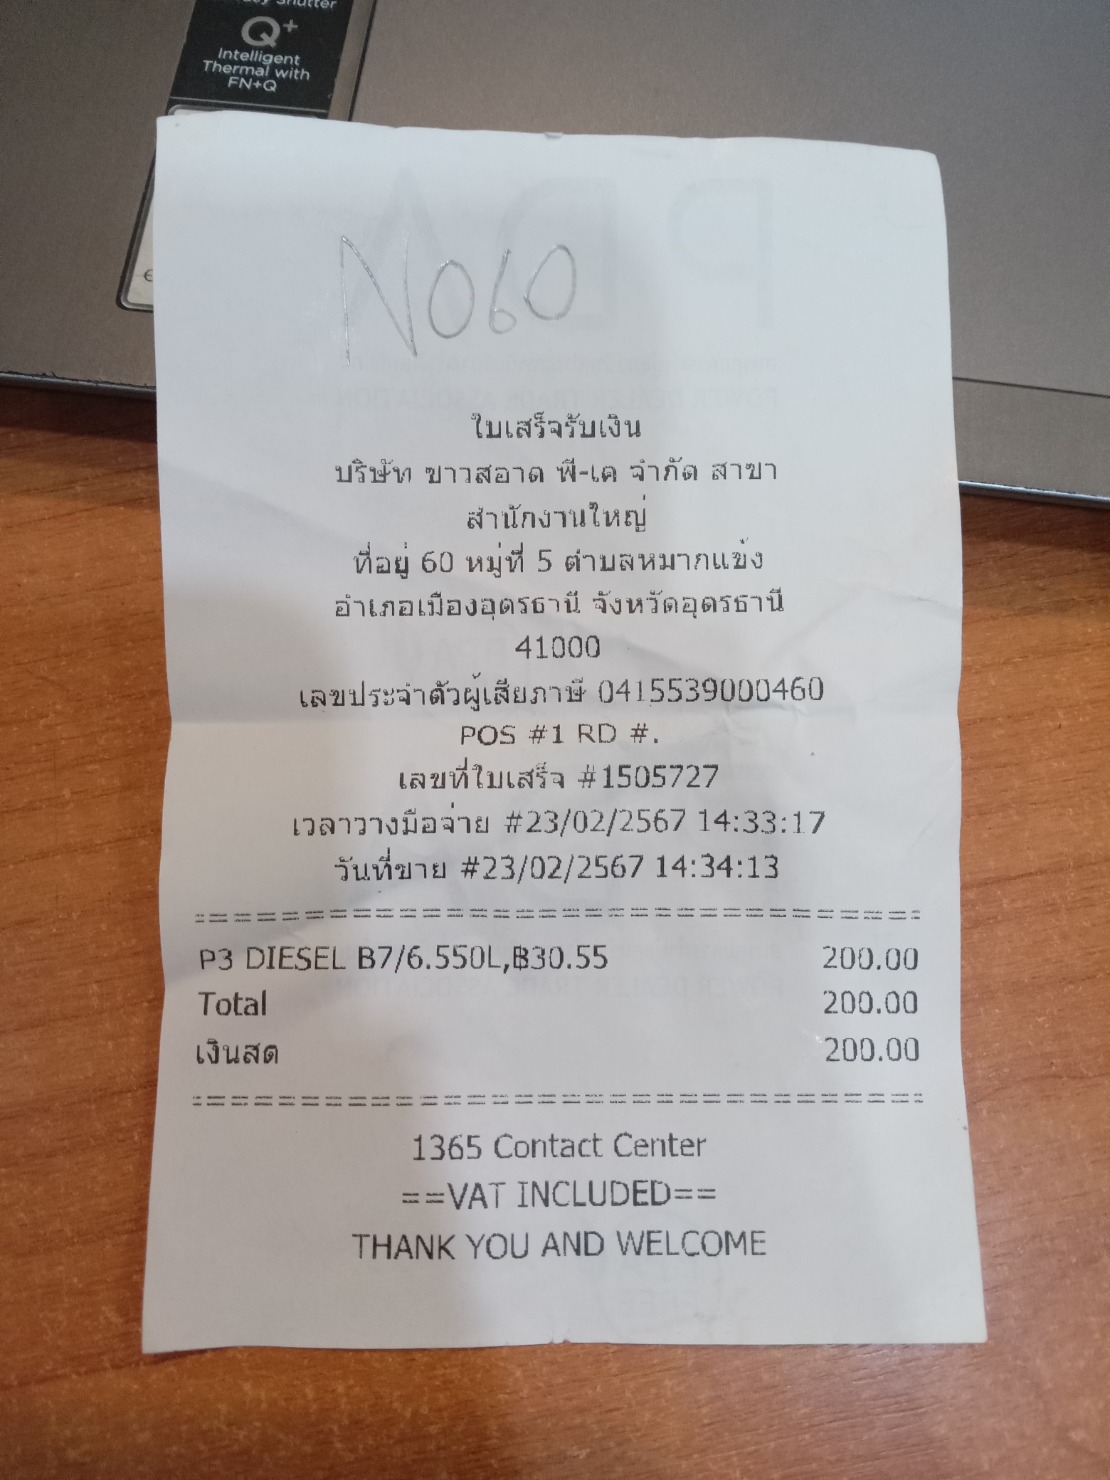 Q+
Intelligent
Thermal with
FN+Q
NO60
ใบเสร็จรับเงิน
บริษัท ขาวสอาด พี-เค จำกัด สาขา
สำนักงานใหญ่
ที่อยู่ 60 หมู่ที่ 5 ตำบลหมากแข้ง
อำเภอเมืองอุดรธานี จังหวัดอุดรธานี
41000
เลขประจำตัวผู้เสียภาษี 0415539000460
POS #1 RD #.
เลขที่ใบเสร็จ #1505727
เวลาวางมือจ่าย #23/02/2567 14:33:17
วันที่ขาย #23/02/2567 14:34:13
P3 DIESEL B7/6.550L,฿30.55 200.00
Total 200.00
เงินสด 200.00
1365 Contact Center
==VAT INCLUDED==
THANK YOU AND WELCOME